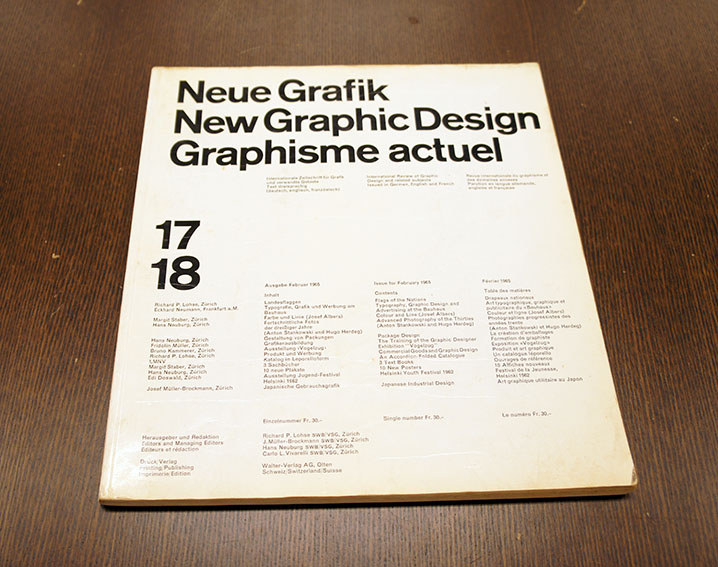 Neue Grafik
New Graphic Design
Graphisme actuel
Internationale Zeitschrift für Grafik
und verwandte Gebiete
Text dreisprachig
(deutsch, englisch, französisch)
International Review of Graphic
Design and related subjects
Issued in German, English and French
Revue internationale du graphisme et
des domaines annexes
Parution en langue allemande,
anglaise et française
17
18
Richard P. Lohse, Zürich
Eckhard Neumann, Frankfurt a.M.
Margit Staber, Zürich
Hans Neuburg, Zürich
Hans Neuburg, Zürich
Fridolin Müller, Zürich
Bruno Kammerer, Zürich
Richard P. Lohse, Zürich
LMNV
Margit Staber, Zürich
Hans Neuburg, Zürich
Edi Doswald, Zürich
Josef Müller-Brockmann, Zürich
Ausgabe Februar 1965
Inhalt
Landesflaggen
Typografie, Grafik und Werbung am
Bauhaus
Farbe und Linie (Josef Albers)
Fortschrittliche Fotos
der dreißiger Jahre
(Anton Stankowski und Hugo Herdeg)
Gestaltung von Packungen
Grafikerausbildung
Ausstellung «Vogelzug»
Produkt und Werbung
Katalog in Leporelloform
3 Sachbücher
10 neue Plakate
Ausstellung Jugend-Festival
Helsinki 1962
Japanische Gebrauchsgrafik
Issue for February 1965
Contents
Flags of the Nations
Typography, Graphic Design and
Advertising at the Bauhaus
Colour and Line (Josef Albers)
Advanced Photography of the Thirties
(Anton Stankowski and Hugo Herdeg)
Package Design
The Training of the Graphic Designer
Exhibition "Vogelzug"
Commercial Goods and Graphic Design
An Accordion-Folded Catalogue
3 Text Books
10 New Posters
Helsinki Youth Festival 1962
Japanese Industrial Design
Février 1965
Table des matières
Drapeaux nationaux
Art typographique, graphique et
publicitaire du «Bauhaus»
Couleur et ligne (Josef Albers)
Photographies progressistes des
années trente
(Anton Stankowski et Hugo Herdeg)
La création d'emballages
Formation de graphiste
Exposition «Vogelzug»
Produit et art graphique
Un catalogue leporello
Ouvrages de référence
10 Affiches nouveaux
Festival de la Jeunesse,
Helsinki 1962
Art graphique utilitaire au Japon
Einzelnummer Fr. 30.–
Single number Fr. 30.–
Le numéro Fr. 30.–
Herausgeber und Redaktion
Editors and Managing Editors
Editeurs et rédaction
Richard P. Lohse SWB/VSG, Zürich
J. Müller-Brockmann SWB/VSG, Zürich
Hans Neuburg SWB/VSG, Zürich
Carlo L. Vivarelli SWB/VSG, Zürich
Druck/Verlag
Printing/Publishing
Imprimerie/Edition
Walter-Verlag AG, Olten
Schweiz/Switzerland/Suisse